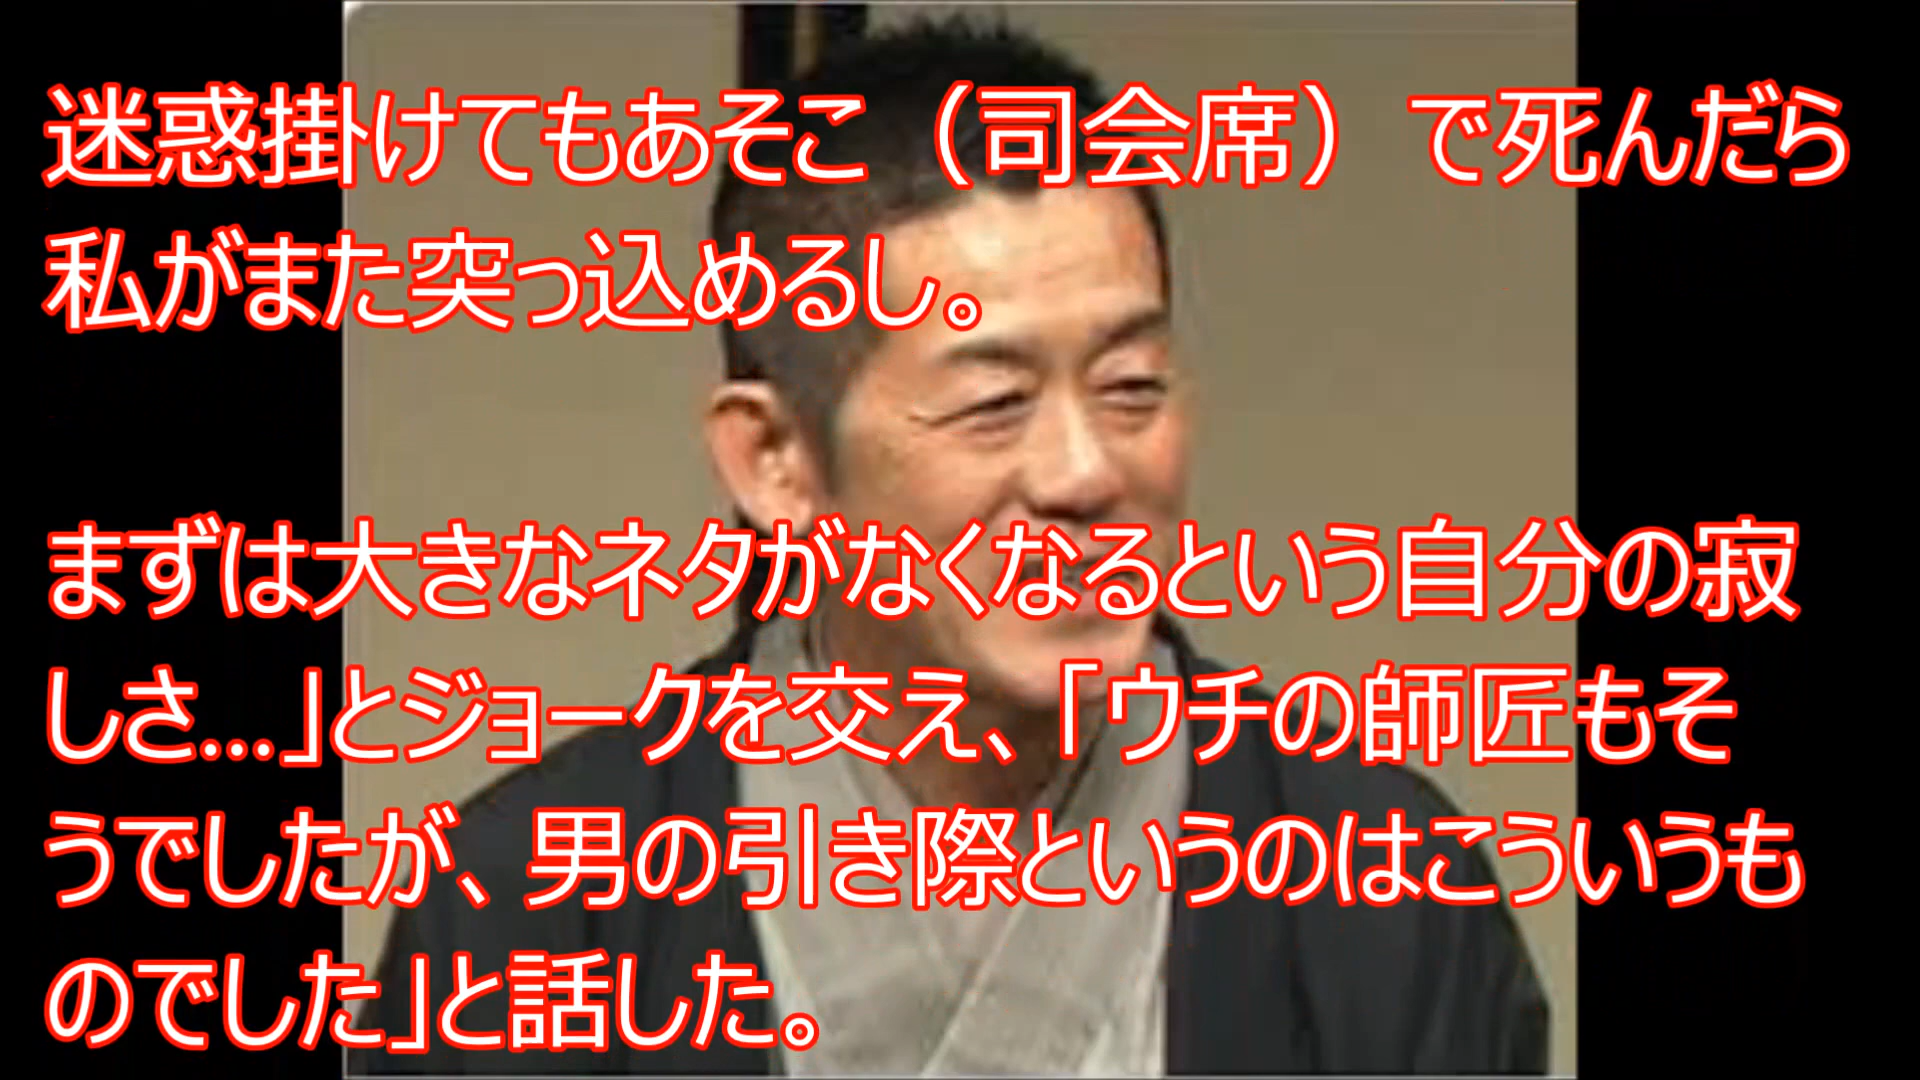 迷惑掛けてもあそこ（司会席）で死んだら
私がまた突っ込めるし。
まずは大きなネタがなくなるという自分の寂
しさ…」とジョークを交え、「ウチの師匠もそ
うでしたが、男の引き際というのはこういうも
のでした」と話した。